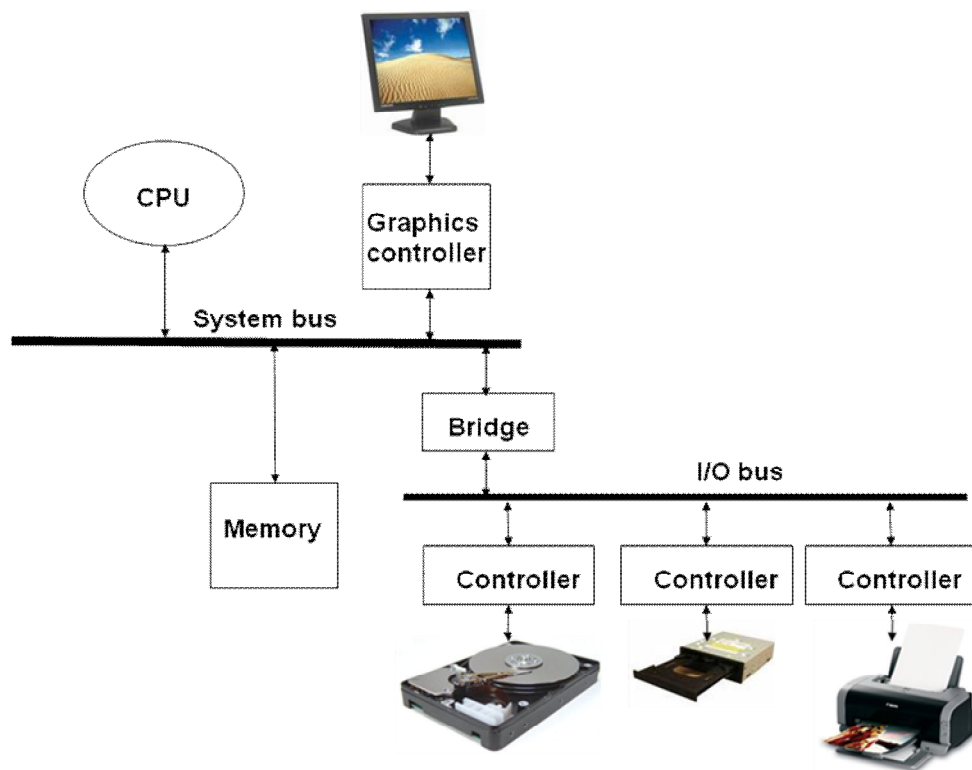 CPU
Graphics
controller
System bus
Bridge
I/O bus
Memory
Controller
Controller
Controller